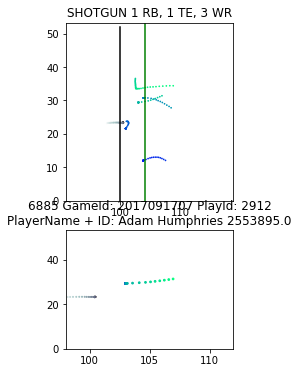 SHOTGUN 1 RB, 1 TE, 3 WR
50
40
30
20
10
0
100 110
6885 GameId: 2017091707 PlayId: 2912
PlayerName + ID: Adam Humphries 2553895.0
40
20
0
100 105 110